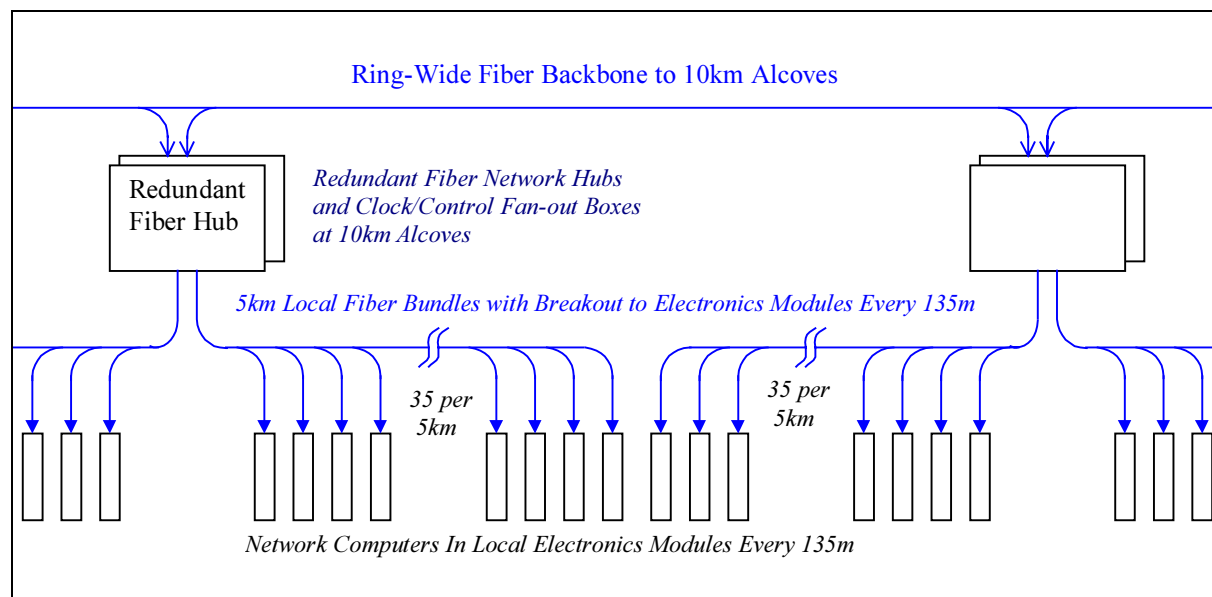 Ring-Wide Fiber Backbone to 10km Alcoves
Redundant
Fiber Hub
Redundant Fiber Network Hubs
and Clock/Control Fan-out Boxes
at 10km Alcoves
5km Local Fiber Bundles with Breakout to Electronics Modules Every 135m
35 per
5km
35 per
5km
Network Computers In Local Electronics Modules Every 135m